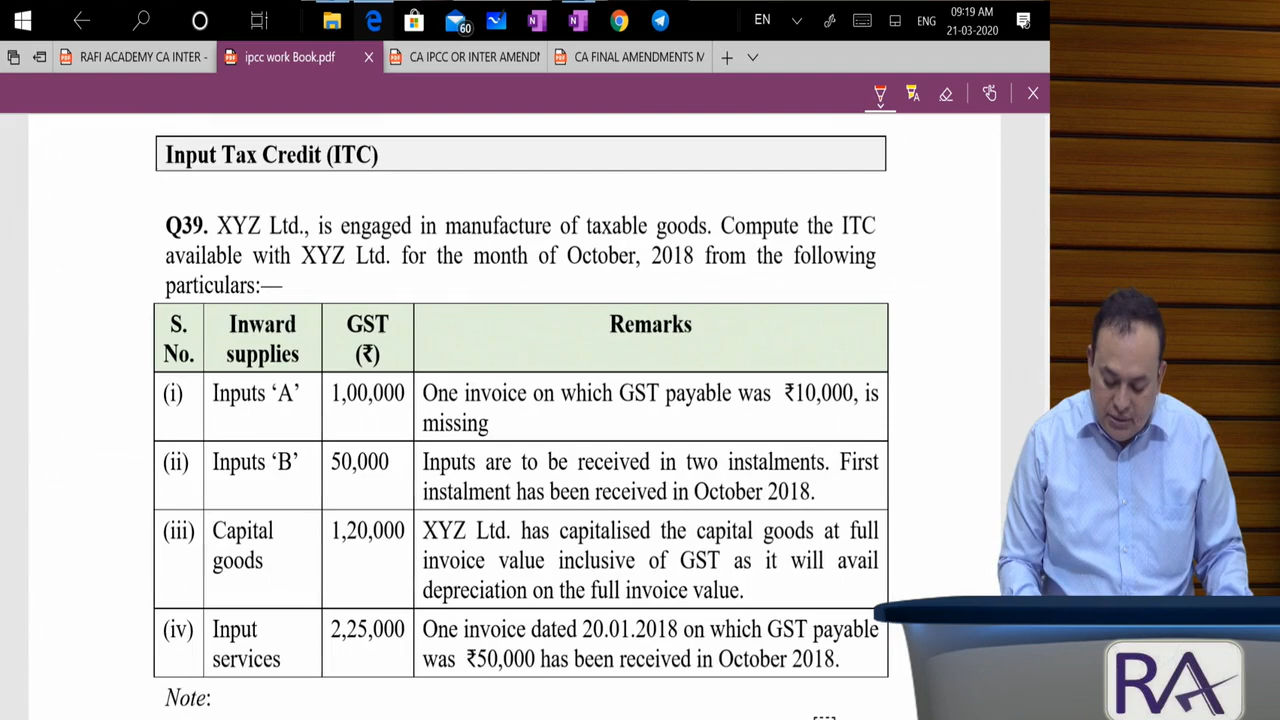 EN
ENG
09:19 AM
21-03-2020
60
RAFI ACADEMY CA INTER -
ipcc work Book.pdf
CA IPCC OR INTER AMENDM
CA FINAL AMENDMENTS M
Input Tax Credit (ITC)
Q39. XYZ Ltd., is engaged in manufacture of taxable goods. Compute the ITC
available with XYZ Ltd. for the month of October, 2018 from the following
particulars:—
S. No.
Inward supplies
GST (₹)
Remarks
(i) Inputs ‘A’ 1,00,000 One invoice on which GST payable was ₹10,000, is
missing
(ii) Inputs ‘B’ 50,000 Inputs are to be received in two instalments. First
instalment has been received in October 2018.
(iii) Capital goods 1,20,000 XYZ Ltd. has capitalised the capital goods at full
invoice value inclusive of GST as it will avail
depreciation on the full invoice value.
(iv) Input services 2,25,000 One invoice dated 20.01.2018 on which GST payable
was ₹50,000 has been received in October 2018.
Note:
RA